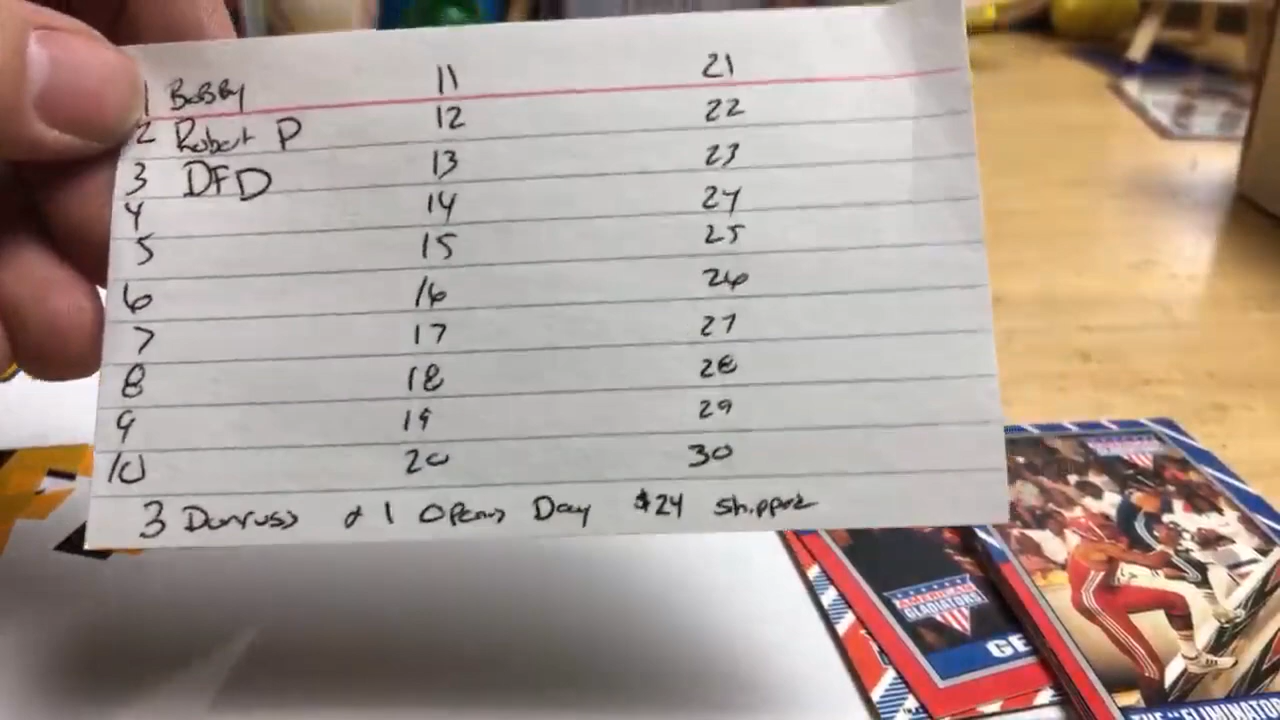 1 Bobby 11 21
2 Robert P 12 22
3 DFD 13 23
4 14 24
5 15 25
6 16 26
7 17 27
8 18 28
9 19 29
10 20 30
3 Donruss & 1 Opening Day $24 shipped
AMERICAN GLADIATORS
GE
"ELIMINATOR